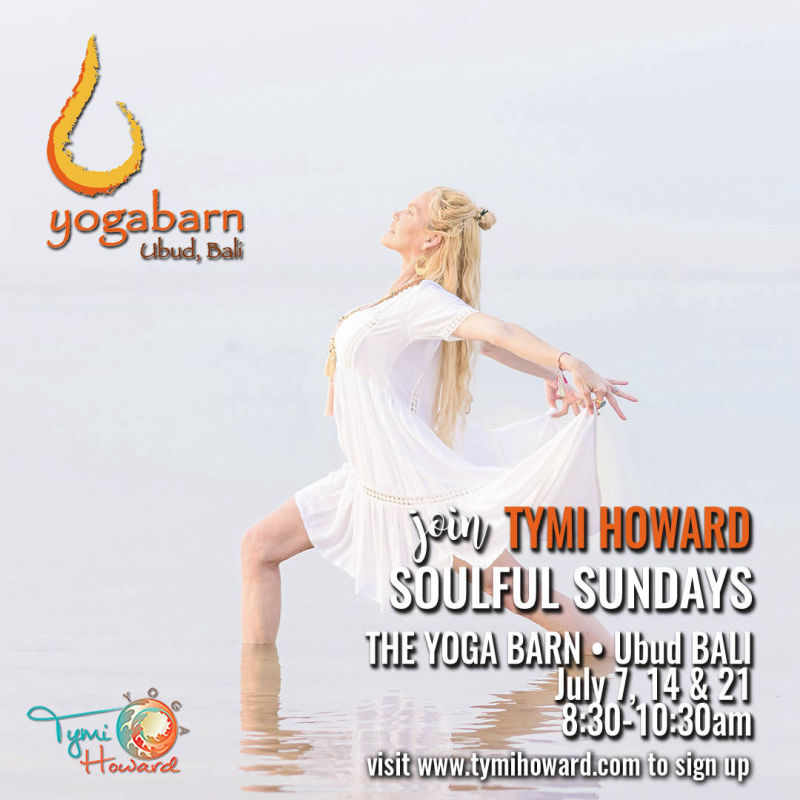 yogabarn
Ubud, Bali
join TYMI HOWARD
SOULFUL SUNDAYS
THE YOGA BARN • Ubud BALI
July 7, 14 & 21
8:30-10:30am
visit www.tymihoward.com to sign up
YOGA
Tymi
Howard